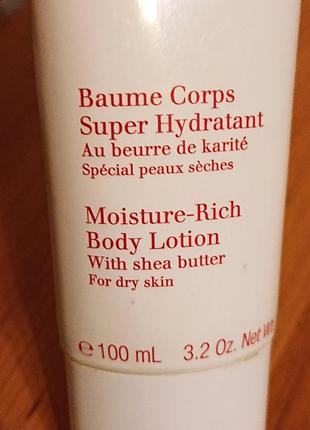 Baume Corps
Super Hydratant
Au beurre de karité
Spécial peaux sèches
Moisture-Rich
Body Lotion
With shea butter
For dry skin
℮ 100 mL 3.2 Oz. Net Wt.